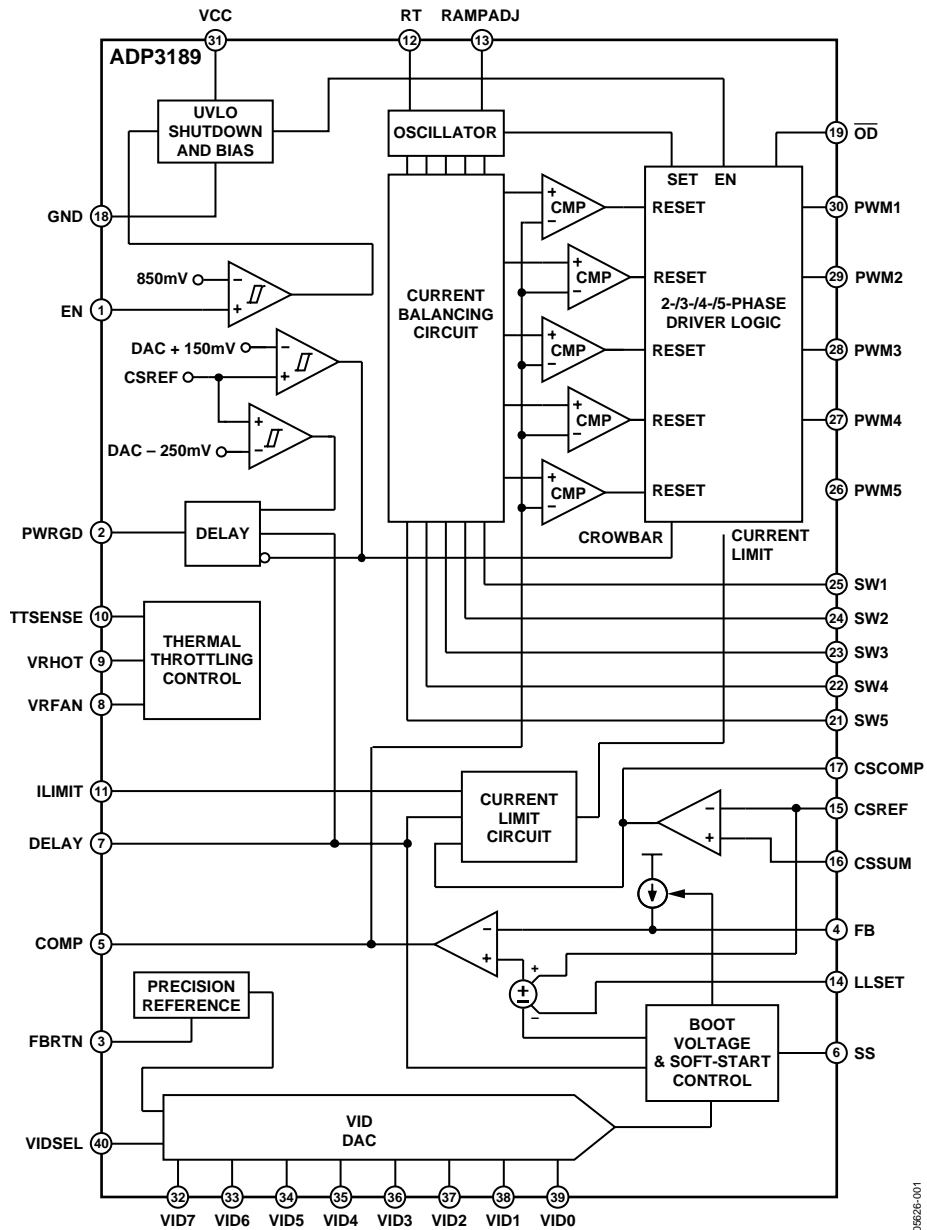 VCC
RT
RAMPADJ
31
12
13
ADP3189
UVLO
SHUTDOWN
AND BIAS
OSCILLATOR
19
OD
SET
EN
GND
18
+
CMP
–
RESET
30
PWM1
850mV
–
+
EN
1
+
CMP
–
RESET
29
PWM2
CURRENT
BALANCING
CIRCUIT
2-/3-/4-/5-PHASE
DRIVER LOGIC
DAC + 150mV
–
+
CSREF
+
CMP
–
RESET
28
PWM3
+
–
DAC – 250mV
+
CMP
–
RESET
27
PWM4
+
CMP
–
RESET
26
PWM5
PWRGD
2
DELAY
CROWBAR
CURRENT
LIMIT
25
SW1
TTSENSE
10
24
SW2
THERMAL
THROTTLING
CONTROL
VRHOT
9
23
SW3
VRFAN
8
22
SW4
21
SW5
17
CSCOMP
ILIMIT
11
CURRENT
LIMIT
CIRCUIT
–
+
15
CSREF
DELAY
7
16
CSSUM
COMP
5
–
+
4
FB
+
–
+
–
14
LLSET
PRECISION
REFERENCE
BOOT
VOLTAGE
& SOFT-START
CONTROL
FBRTN
3
6
SS
VID
DAC
VIDSEL
40
32
33
34
35
36
37
38
39
VID7
VID6
VID5
VID4
VID3
VID2
VID1
VID0
05626-001